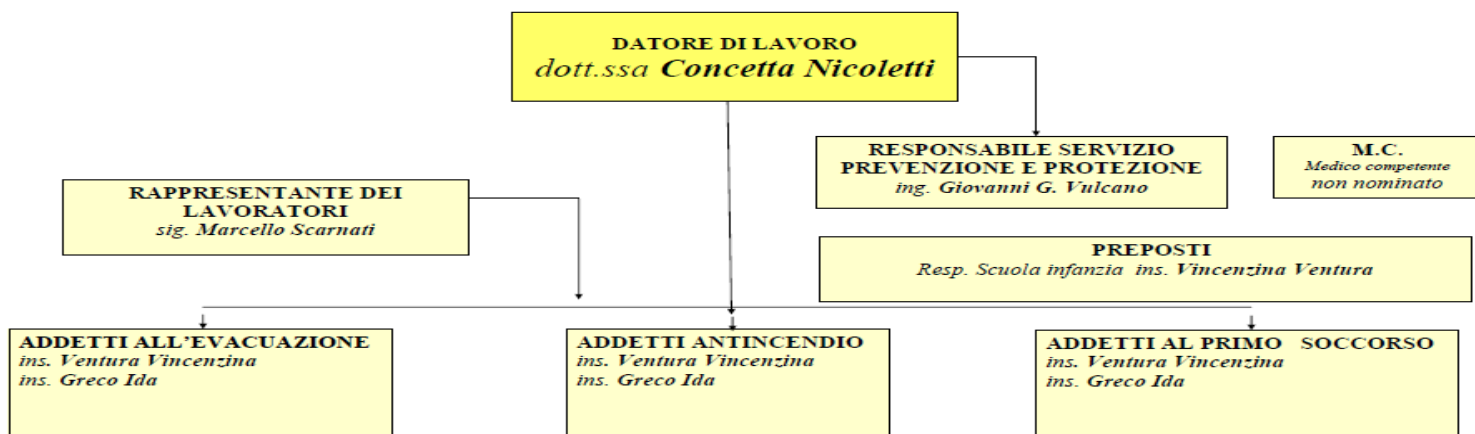 DATORE DI LAVORO
dott.ssa Concetta Nicoletti
RESPONSABILE SERVIZIO
PREVENZIONE E PROTEZIONE
ing. Giovanni G. Vulcano
M.C.
Medico competente
non nominato
RAPPRESENTANTE DEI
LAVORATORI
sig. Marcello Scarnati
PREPOSTI
Resp. Scuola infanzia ins. Vincenzina Ventura
ADDETTI ALL'EVACUAZIONE
ins. Ventura Vincenzina
ins. Greco Ida
ADDETTI ANTINCENDIO
ins. Ventura Vincenzina
ins. Greco Ida
ADDETTI AL PRIMO SOCCORSO
ins. Ventura Vincenzina
ins. Greco Ida